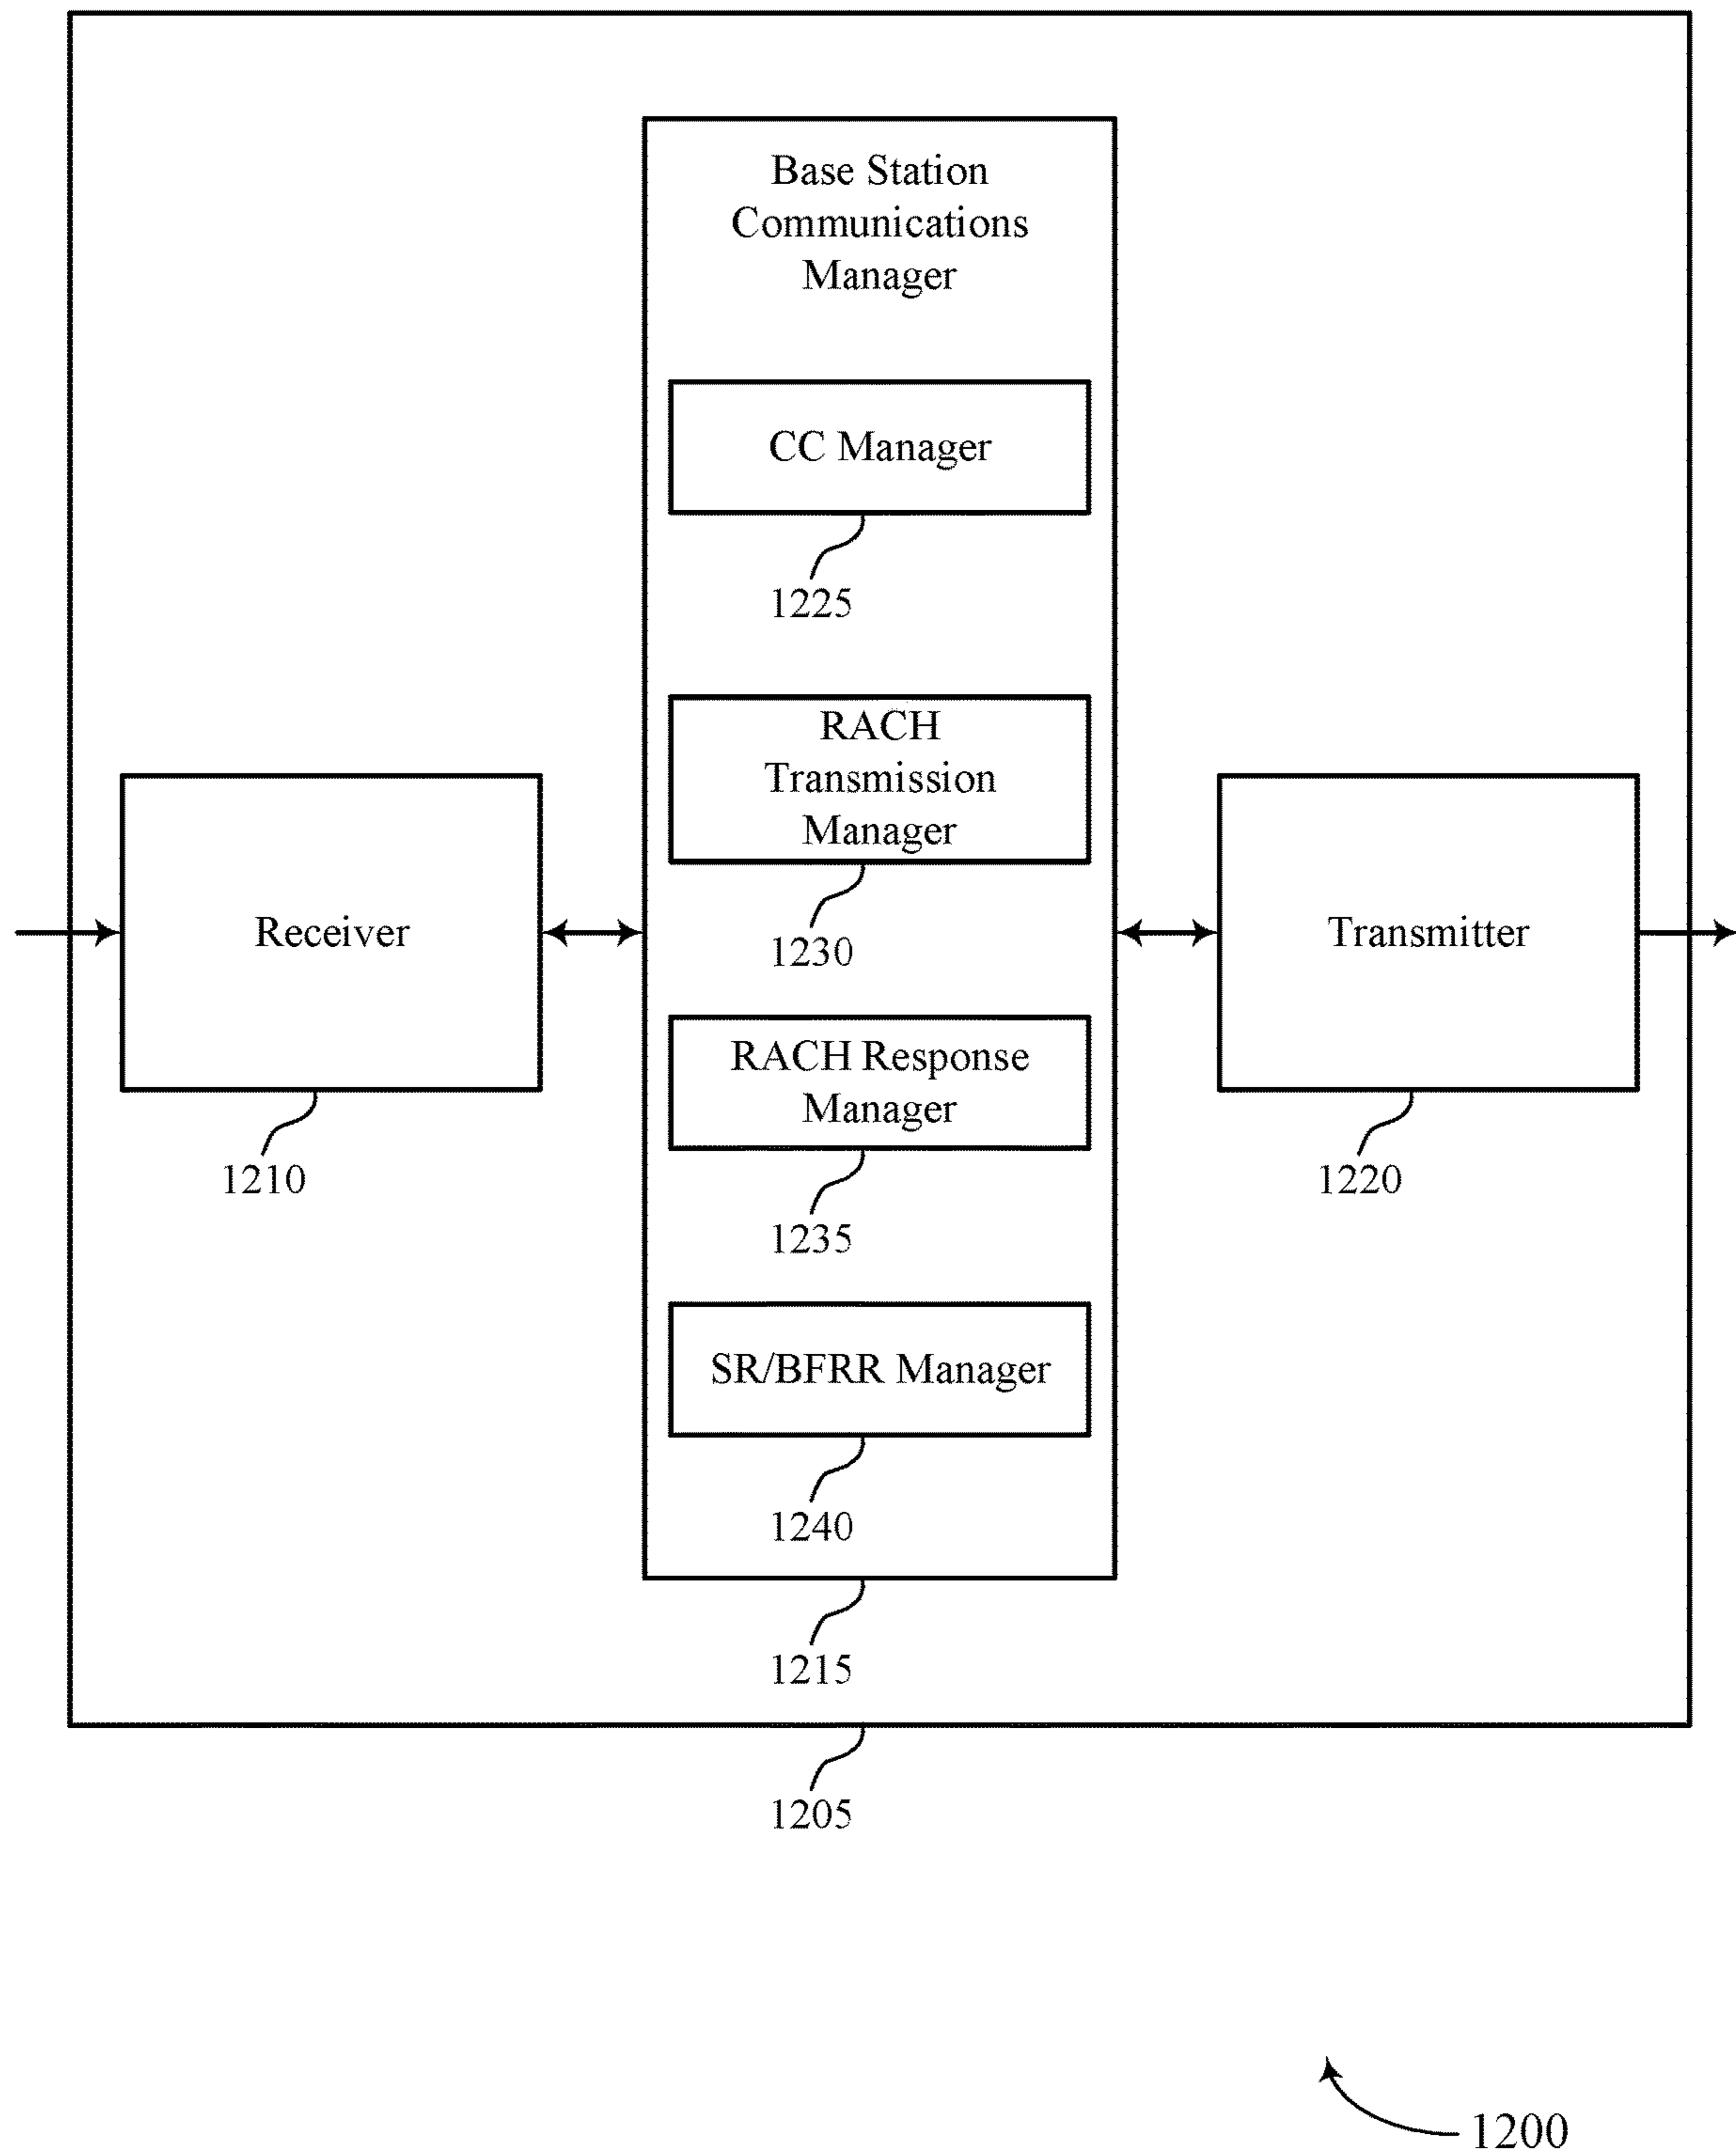 Base Station
Communications
Manager
CC Manager
1225
RACH
Transmission
Manager
1230
Receiver
1210
Transmitter
1220
RACH Response
Manager
1235
SR/BFRR Manager
1240
1215
1205
1200